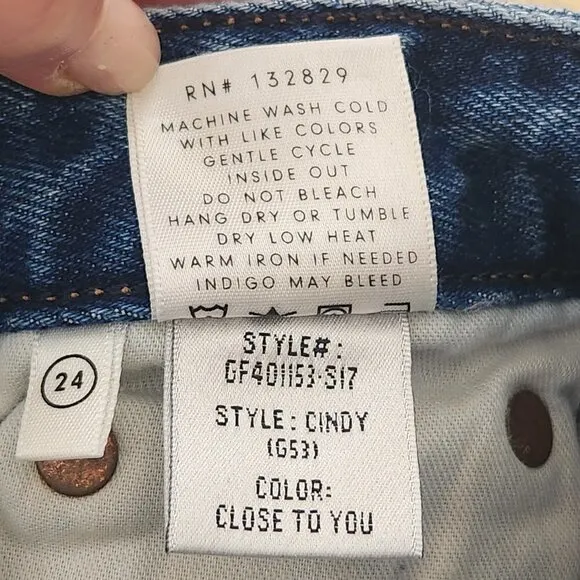 RN# 132829
MACHINE WASH COLD
WITH LIKE COLORS
GENTLE CYCLE
INSIDE OUT
DO NOT BLEACH
HANG DRY OR TUMBLE
DRY LOW HEAT
WARM IRON IF NEEDED
INDIGO MAY BLEED
24
STYLE#:
GF401153-S17
STYLE: CINDY
(G53)
COLOR:
CLOSE TO YOU